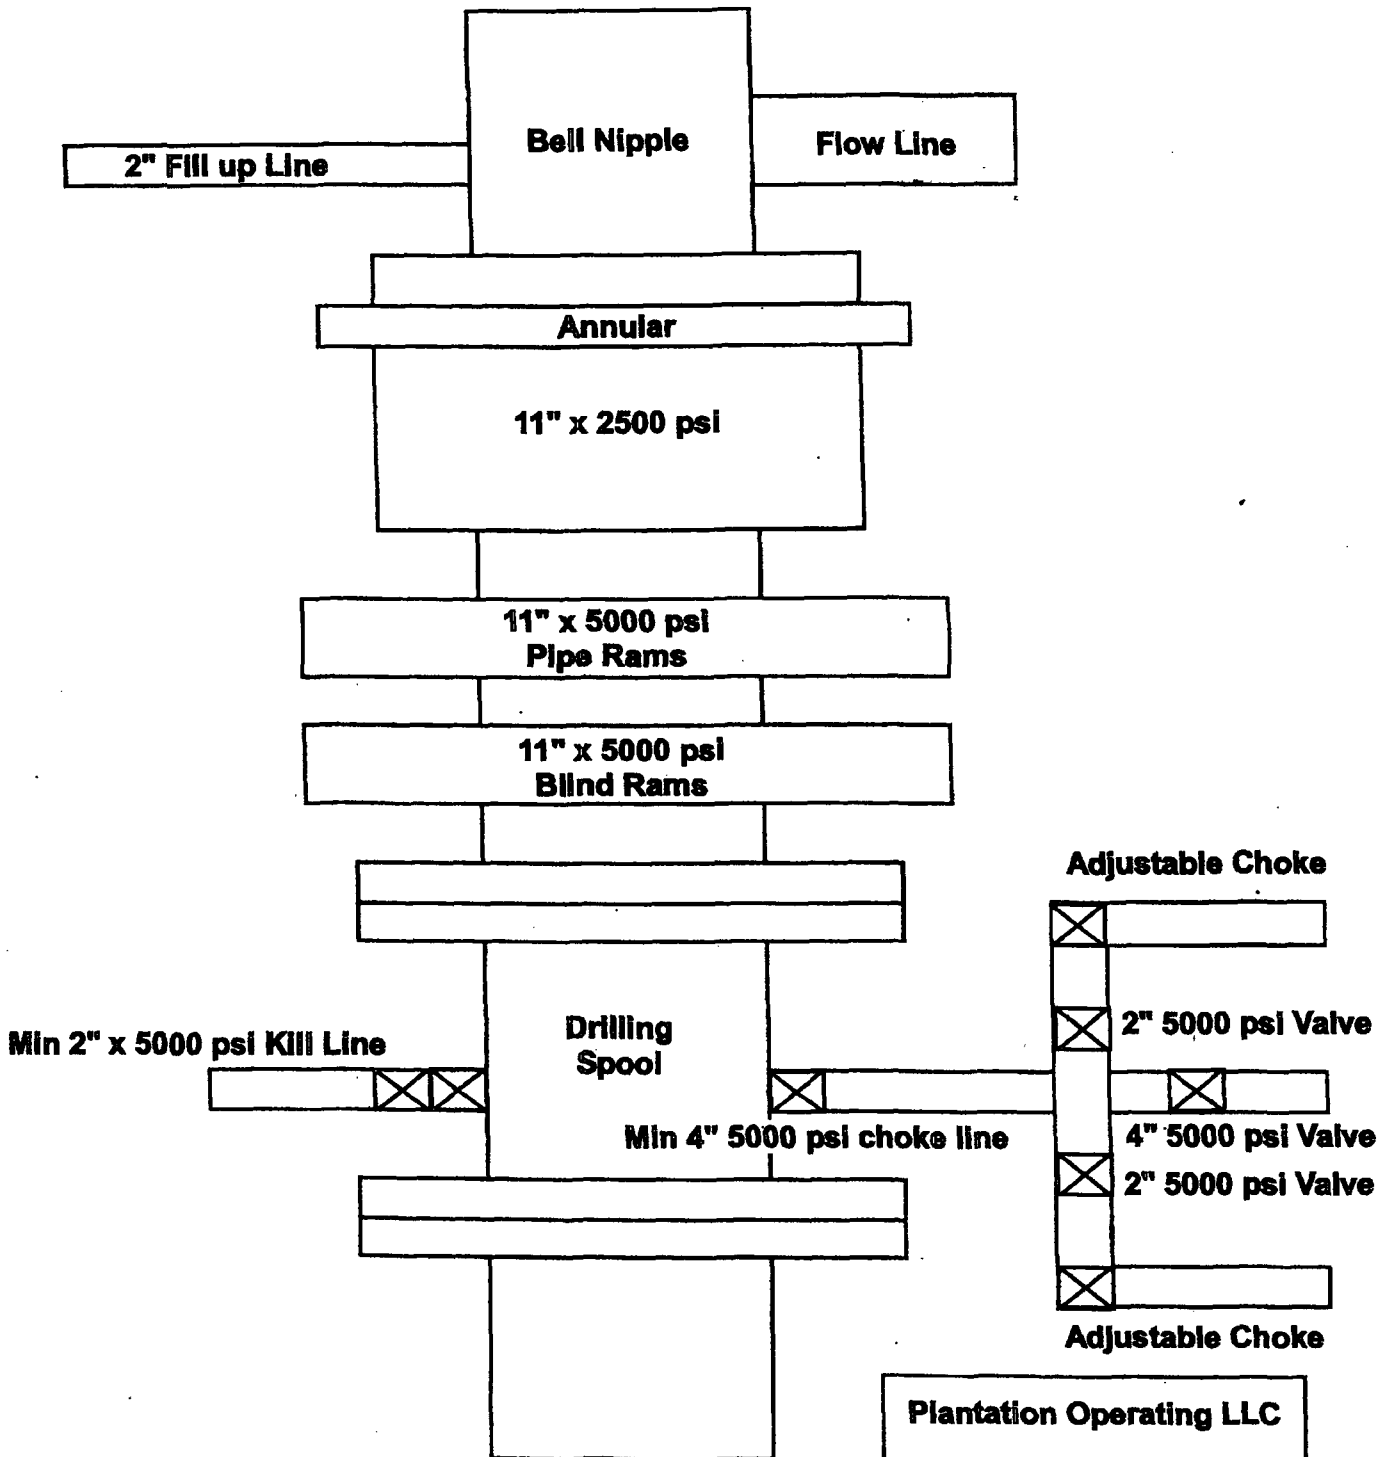 Bell Nipple
Flow Line
2" Fill up Line
Annular
11" x 2500 psi
11" x 5000 psi
Pipe Rams
11" x 5000 psi
Blind Rams
Adjustable Choke
Drilling
Spool
2" 5000 psi Valve
Min 2" x 5000 psi Kill Line
Min 4" 5000 psi choke line
4" 5000 psi Valve
2" 5000 psi Valve
Adjustable Choke
Plantation Operating LLC